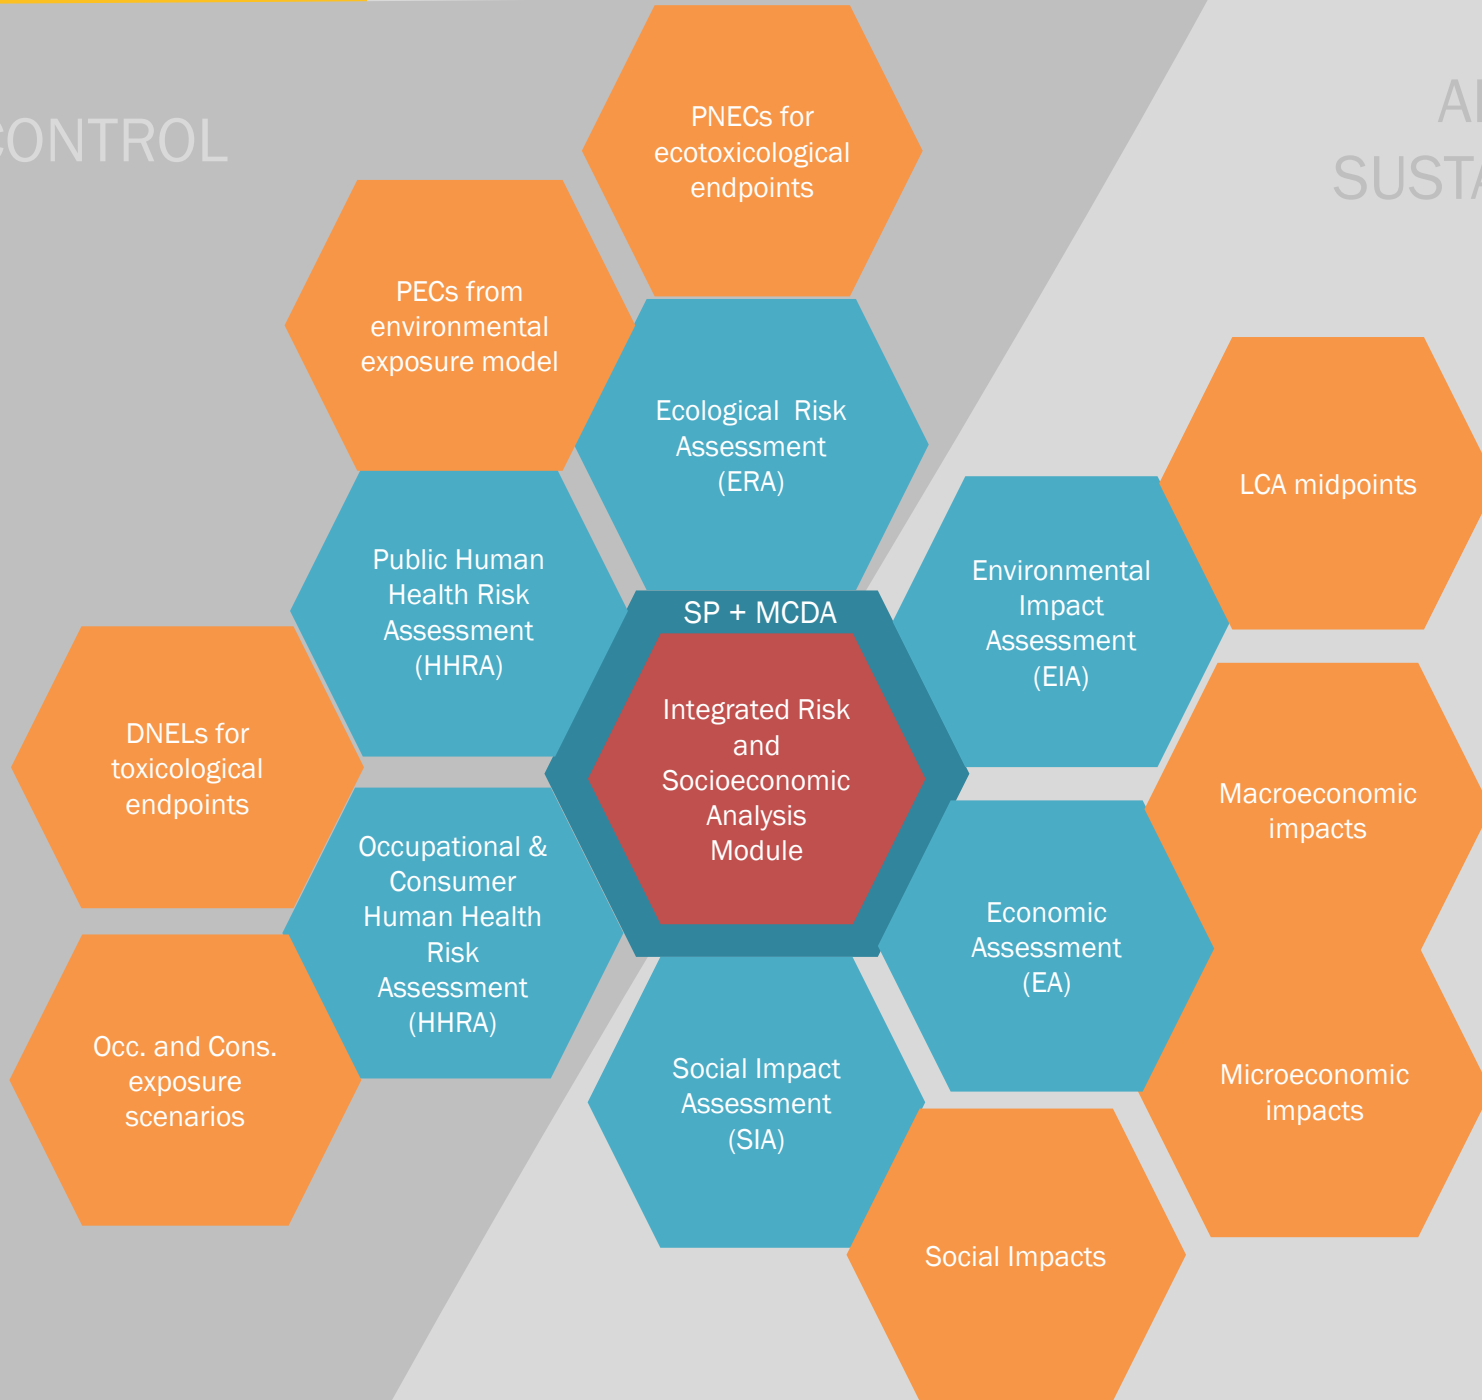 CONTROL
PNECs for
ecotoxicological
endpoints
PECs from
environmental
exposure model
Ecological Risk
Assessment
(ERA)
LCA midpoints
Public Human
Health Risk
Assessment
(HHRA)
Environmental
Impact
Assessment
(EIA)
SP + MCDA
Integrated Risk
and
Socioeconomic
Analysis
Module
DNELs for
toxicological
endpoints
Macroeconomic
impacts
Occupational &
Consumer
Human Health
Risk
Assessment
(HHRA)
Economic
Assessment
(EA)
Occ. and Cons.
exposure
scenarios
Social Impact
Assessment
(SIA)
Microeconomic
impacts
Social Impacts